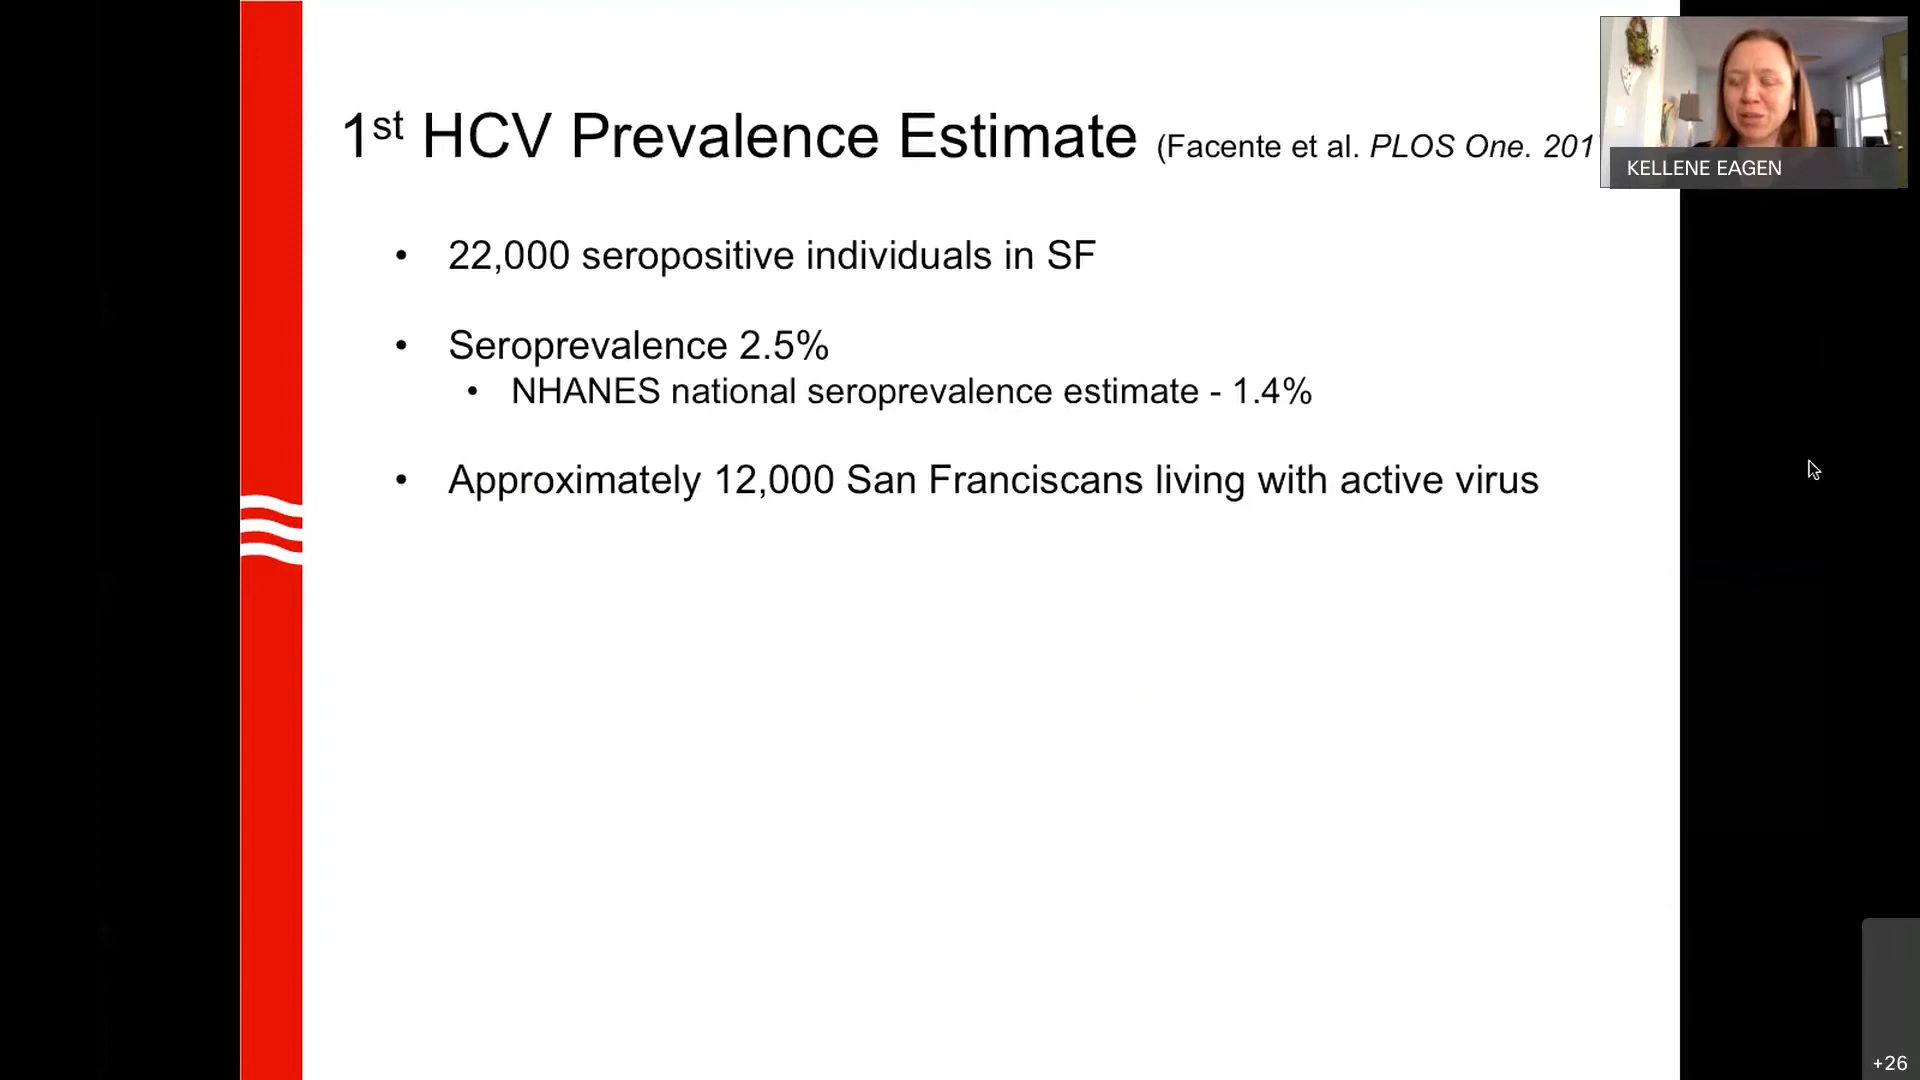 1st HCV Prevalence Estimate (Facente et al. PLOS One. 201
KELLENE EAGEN
• 22,000 seropositive individuals in SF
• Seroprevalence 2.5%
• NHANES national seroprevalence estimate - 1.4%
• Approximately 12,000 San Franciscans living with active virus
+26